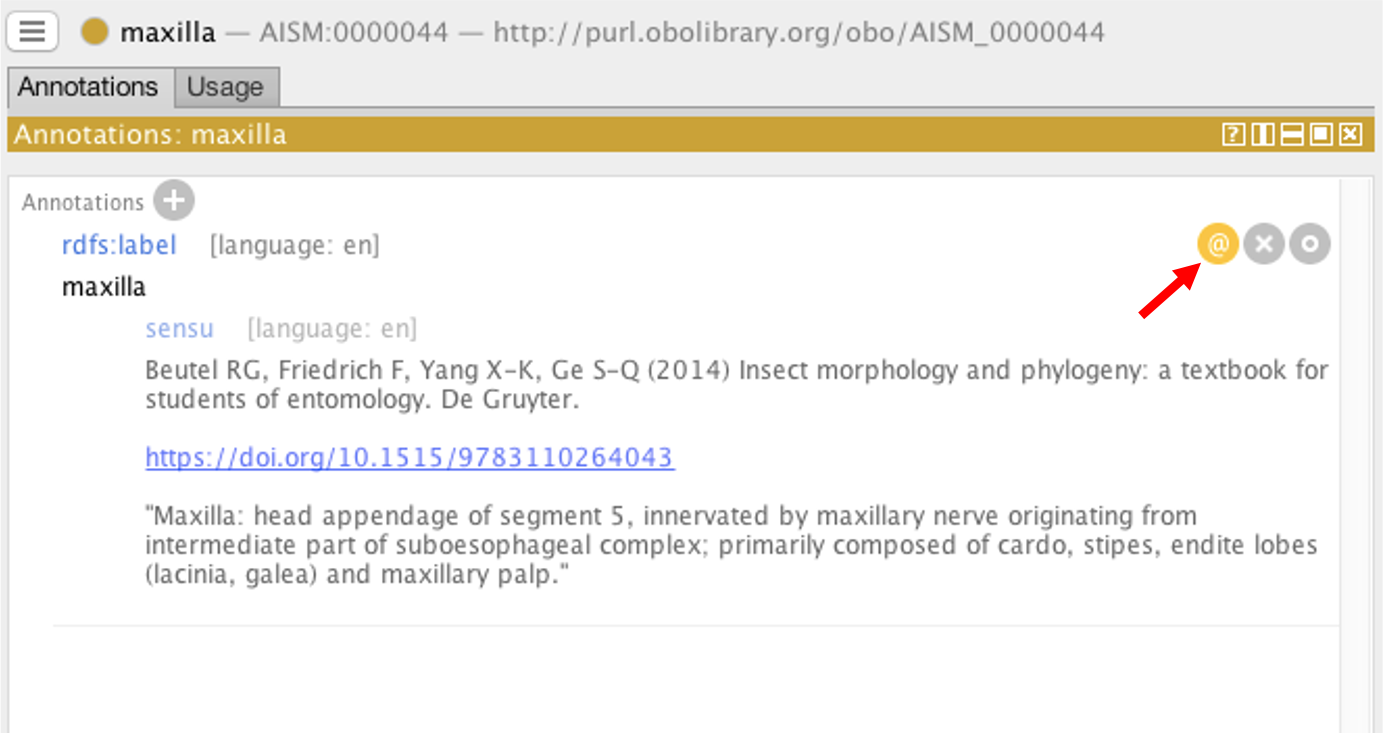 maxilla — AISM:0000044 — http://purl.obolibrary.org/obo/AISM_0000044
Annotations Usage
Annotations: maxilla
Annotations
rdfs:label [language: en]
maxilla
sensu [language: en]
Beutel RG, Friedrich F, Yang X-K, Ge S-Q (2014) Insect morphology and phylogeny: a textbook for
students of entomology. De Gruyter.
https://doi.org/10.1515/9783110264043
"Maxilla: head appendage of segment 5, innervated by maxillary nerve originating from
intermediate part of suboesophageal complex; primarily composed of cardo, stipes, endite lobes
(lacinia, galea) and maxillary palp."